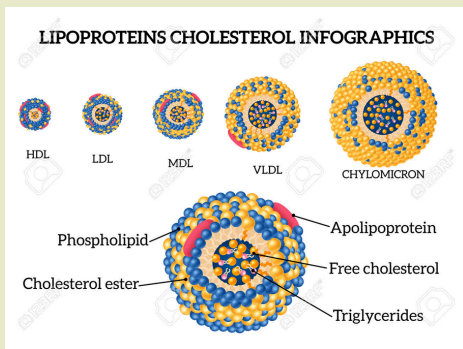 LIPOPROTEINS CHOLESTEROL INFOGRAPHICS
HDL
LDL
MDL
VLDL
CHYLOMICRON
Phospholipid
Apolipoprotein
Cholesterol ester
Free cholesterol
Triglycerides